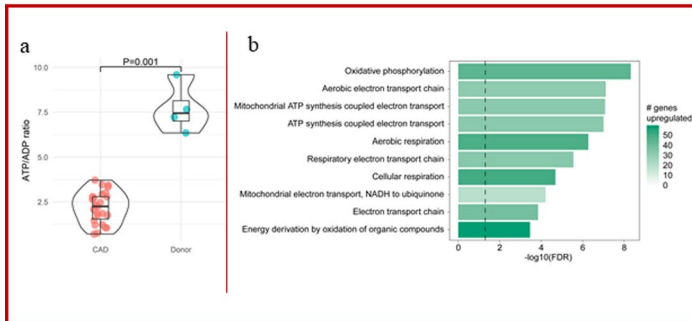 a
P=0.001
10.0
7.5
5.0
2.5
ATP/ADP ratio
CAD
Donor
b
Oxidative phosphorylation
Aerobic electron transport chain
Mitochondrial ATP synthesis coupled electron transport
ATP synthesis coupled electron transport
Aerobic respiration
Respiratory electron transport chain
Cellular respiration
Mitochondrial electron transport, NADH to ubiquinone
Electron transport chain
Energy derivation by oxidation of organic compounds
0 2 4 6 8
-log10(FDR)
# genes
upregulated
50
40
30
20
10
0